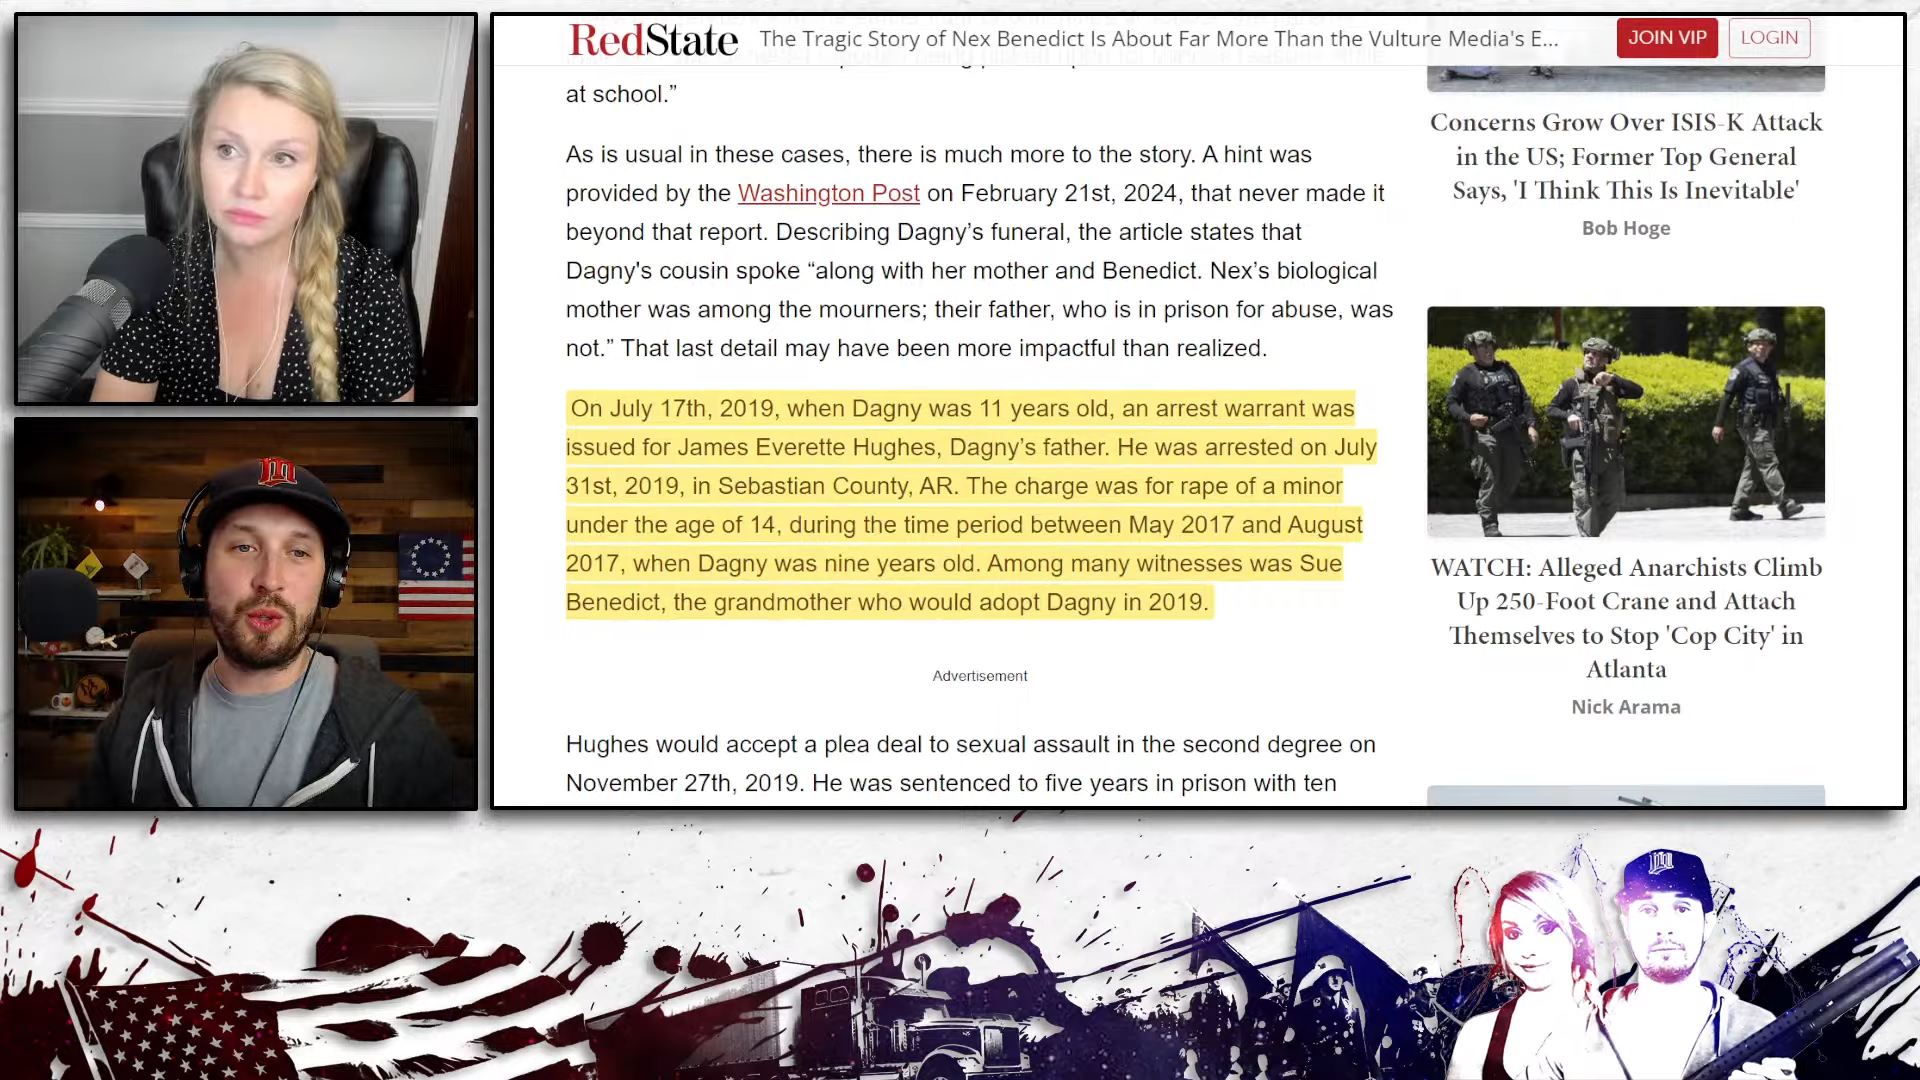 RedState The Tragic Story of Nex Benedict Is About Far More Than the Vulture Media's E... JOIN VIP LOGIN
at school.”
As is usual in these cases, there is much more to the story. A hint was
provided by the Washington Post on February 21st, 2024, that never made it
beyond that report. Describing Dagny’s funeral, the article states that
Dagny's cousin spoke “along with her mother and Benedict. Nex’s biological
mother was among the mourners; their father, who is in prison for abuse, was
not.” That last detail may have been more impactful than realized.
On July 17th, 2019, when Dagny was 11 years old, an arrest warrant was
issued for James Everette Hughes, Dagny’s father. He was arrested on July
31st, 2019, in Sebastian County, AR. The charge was for rape of a minor
under the age of 14, during the time period between May 2017 and August
2017, when Dagny was nine years old. Among many witnesses was Sue
Benedict, the grandmother who would adopt Dagny in 2019.
Advertisement
Hughes would accept a plea deal to sexual assault in the second degree on
November 27th, 2019. He was sentenced to five years in prison with ten
Concerns Grow Over ISIS-K Attack
in the US; Former Top General
Says, 'I Think This Is Inevitable'
Bob Hoge
WATCH: Alleged Anarchists Climb
Up 250-Foot Crane and Attach
Themselves to Stop 'Cop City' in
Atlanta
Nick Arama